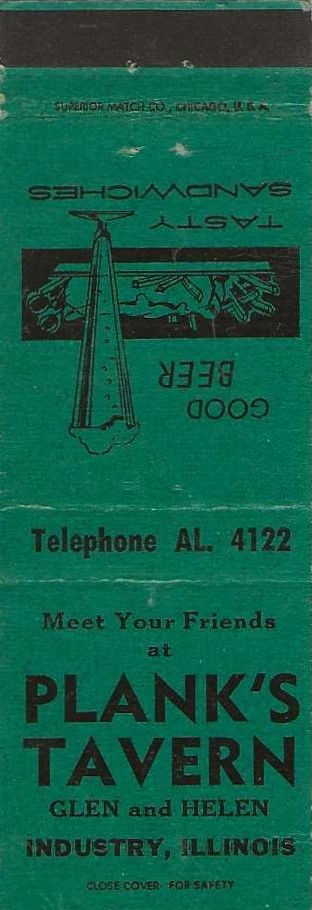 SUPERIOR MATCH CO., CHICAGO, U.S.A.
GOOD
BEER
TASTY
SANDWICHES
Telephone AL. 4122
Meet Your Friends
at
PLANK'S
TAVERN
GLEN and HELEN
INDUSTRY, ILLINOIS
CLOSE COVER FOR SAFETY